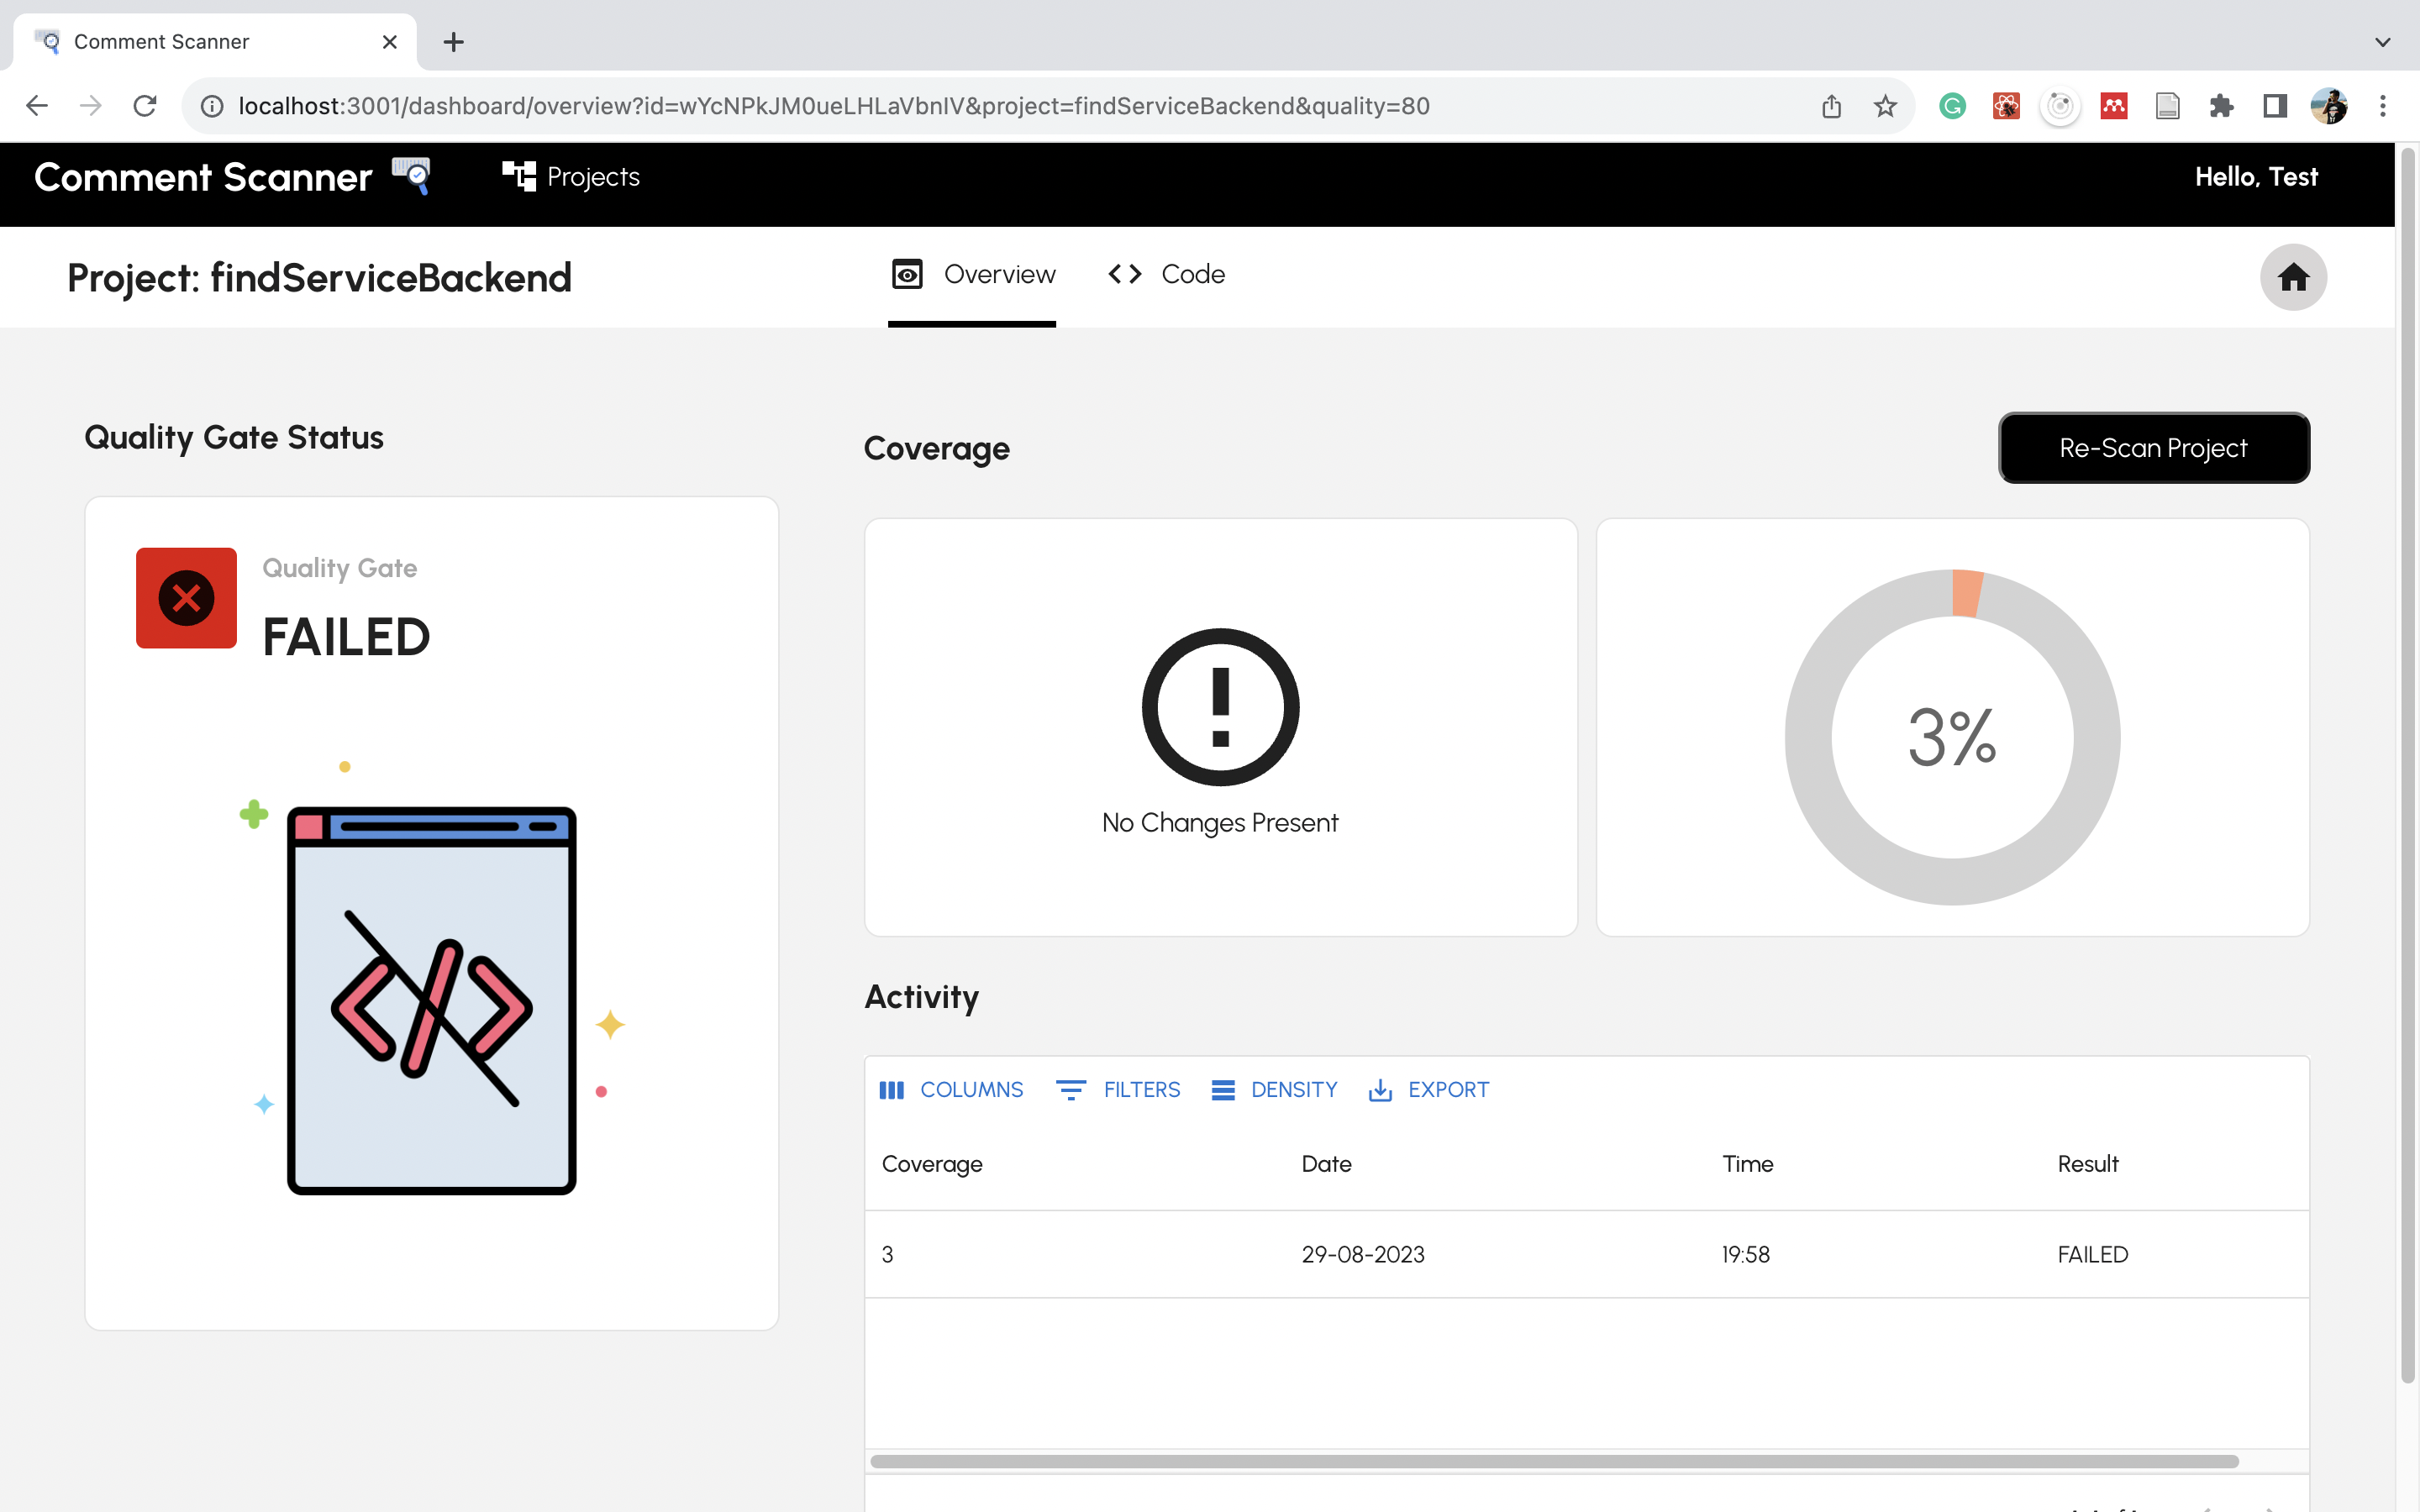 Comment Scanner
localhost:3001/dashboard/overview?id=wYcNPkJM0ueLHLaVbnIV&project=findServiceBackend&quality=80
Comment Scanner
Projects
Hello, Test
Project: findServiceBackend
Overview
Code
Quality Gate Status
Quality Gate
FAILED
Coverage
Re-Scan Project
No Changes Present
3%
Activity
COLUMNS FILTERS DENSITY EXPORT
Coverage Date Time Result
3 29-08-2023 19:58 FAILED